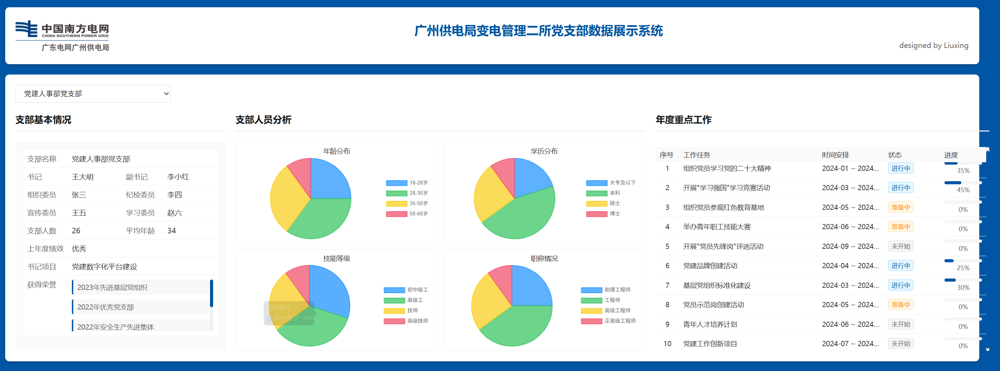 中国南方电网
CHINA SOUTHERN POWER GRID
广东电网广州供电局
广州供电局变电管理二所党支部数据展示系统
designed by Liuxing
党建人事部党支部
支部基本情况
支部名称 党建人事部党支部
书记 王大明 副书记 李小红
组织委员 张三 纪检委员 李四
宣传委员 王五 学习委员 赵六
支部人数 26 平均年龄 34
上年度绩效 优秀
书记项目 党建数字化平台建设
获得荣誉
2023年先进基层党组织
2022年优秀党支部
2022年安全生产先进集体
支部人员分析
年龄分布
18-28岁
28-35岁
35-50岁
50-60岁
学历分布
大专及以下
本科
硕士
博士
技能等级
初中级工
初中级工: 30%
初中级工
高级工
技师
高级技师
职称情况
助理工程师
工程师
高级工程师
正高级工程师
年度重点工作
序号 工作任务 时间安排 状态 进度
1 组织党员学习党的二十大精神 2024-01 ~ 2024... 进行中 35%
2 开展"学习强国"学习竞赛活动 2024-03 ~ 2024... 进行中 45%
3 组织党员参观红色教育基地 2024-05 ~ 2024... 准备中 0%
4 举办青年职工技能大赛 2024-06 ~ 2024... 准备中 0%
5 开展"党员先锋岗"评选活动 2024-09 ~ 2024... 未开始 0%
6 党建品牌创建活动 2024-04 ~ 2024... 进行中 25%
7 基层党组织标准化建设 2024-03 ~ 2024... 进行中 30%
8 党员示范岗创建活动 2024-05 ~ 2024... 准备中 0%
9 青年人才培养计划 2024-06 ~ 2024... 未开始 0%
10 党建工作创新项目 2024-07 ~ 2024... 未开始 0%